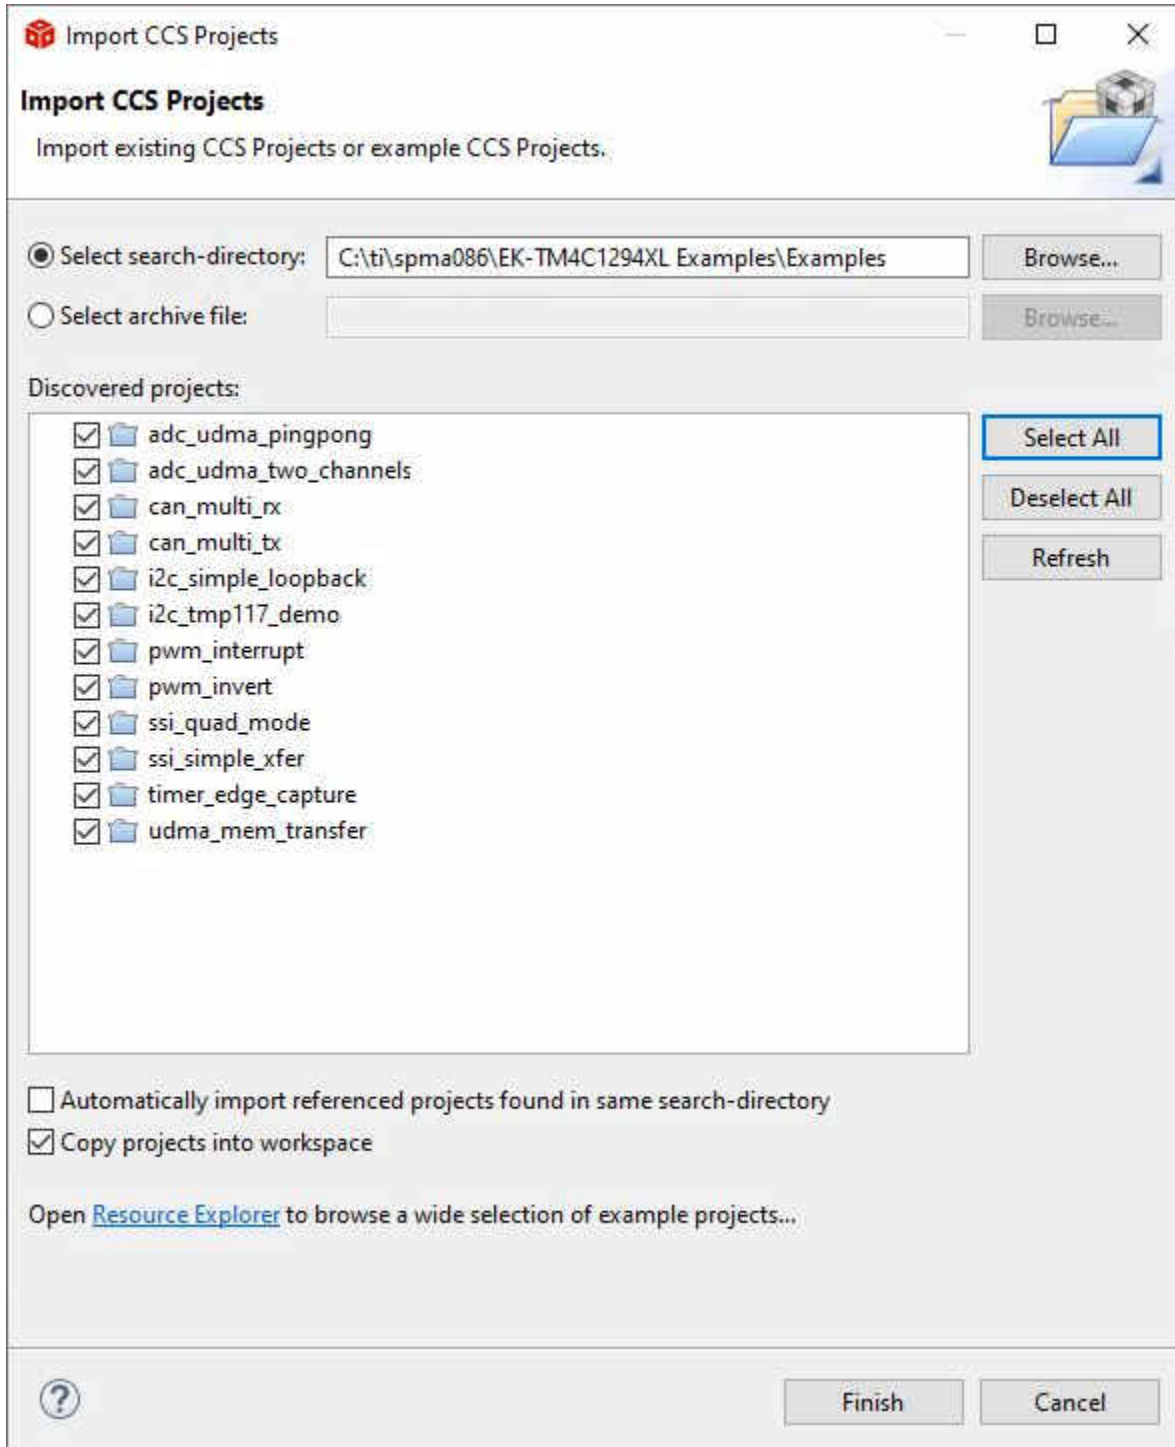 Import CCS Projects
Import CCS Projects
Import existing CCS Projects or example CCS Projects.
Select search-directory: C:\ti\spma086\EK-TM4C1294XL Examples\Examples Browse...
Select archive file: Browse...
Discovered projects:
adc_udma_pingpong Select All
adc_udma_two_channels
can_multi_rx Deselect All
can_multi_tx
i2c_simple_loopback Refresh
i2c_tmp117_demo
pwm_interrupt
pwm_invert
ssi_quad_mode
ssi_simple_xfer
timer_edge_capture
udma_mem_transfer
Automatically import referenced projects found in same search-directory
Copy projects into workspace
Open Resource Explorer to browse a wide selection of example projects...
? Finish Cancel